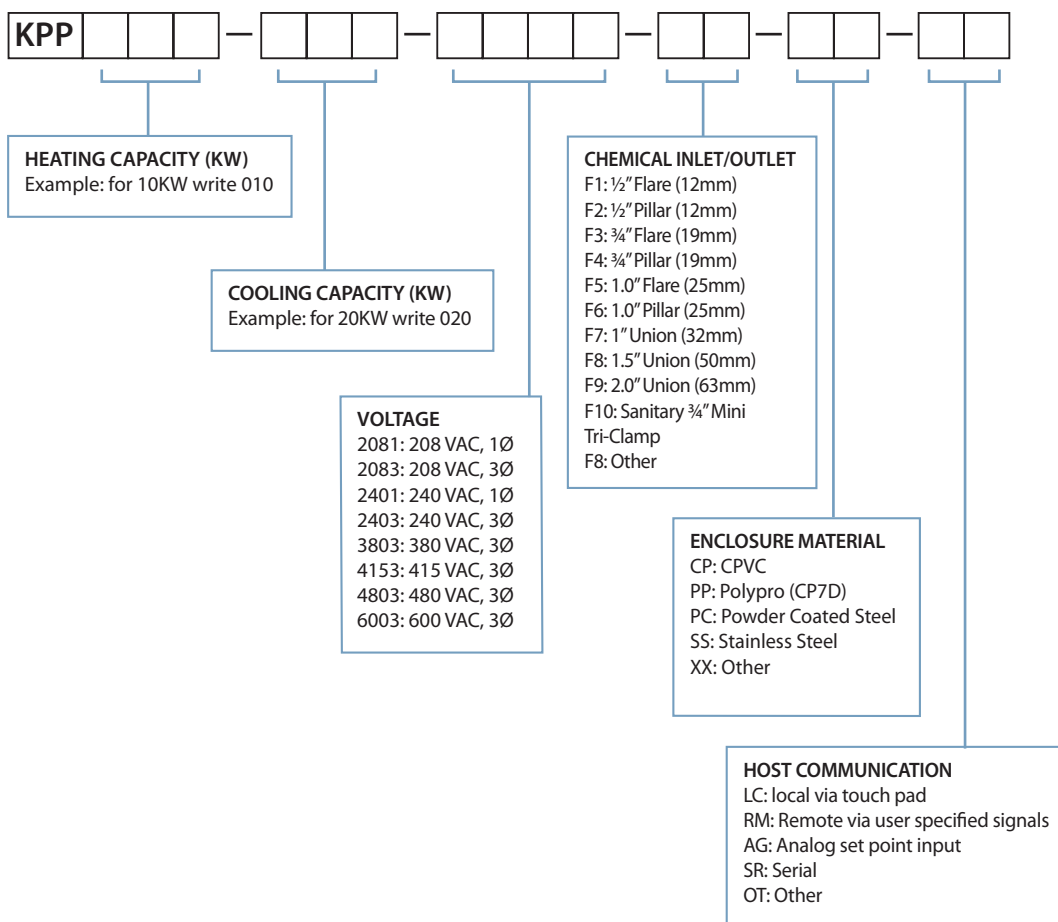 KPP — — — — —
HEATING CAPACITY (KW)
Example: for 10KW write 010
COOLING CAPACITY (KW)
Example: for 20KW write 020
VOLTAGE
2081: 208 VAC, 1Ø
2083: 208 VAC, 3Ø
2401: 240 VAC, 1Ø
2403: 240 VAC, 3Ø
3803: 380 VAC, 3Ø
4153: 415 VAC, 3Ø
4803: 480 VAC, 3Ø
6003: 600 VAC, 3Ø
CHEMICAL INLET/OUTLET
F1: ½” Flare (12mm)
F2: ½” Pillar (12mm)
F3: ¾” Flare (19mm)
F4: ¾” Pillar (19mm)
F5: 1.0” Flare (25mm)
F6: 1.0” Pillar (25mm)
F7: 1” Union (32mm)
F8: 1.5” Union (50mm)
F9: 2.0” Union (63mm)
F10: Sanitary ¾” Mini
Tri-Clamp
F8: Other
ENCLOSURE MATERIAL
CP: CPVC
PP: Polypro (CP7D)
PC: Powder Coated Steel
SS: Stainless Steel
XX: Other
HOST COMMUNICATION
LC: local via touch pad
RM: Remote via user specified signals
AG: Analog set point input
SR: Serial
OT: Other